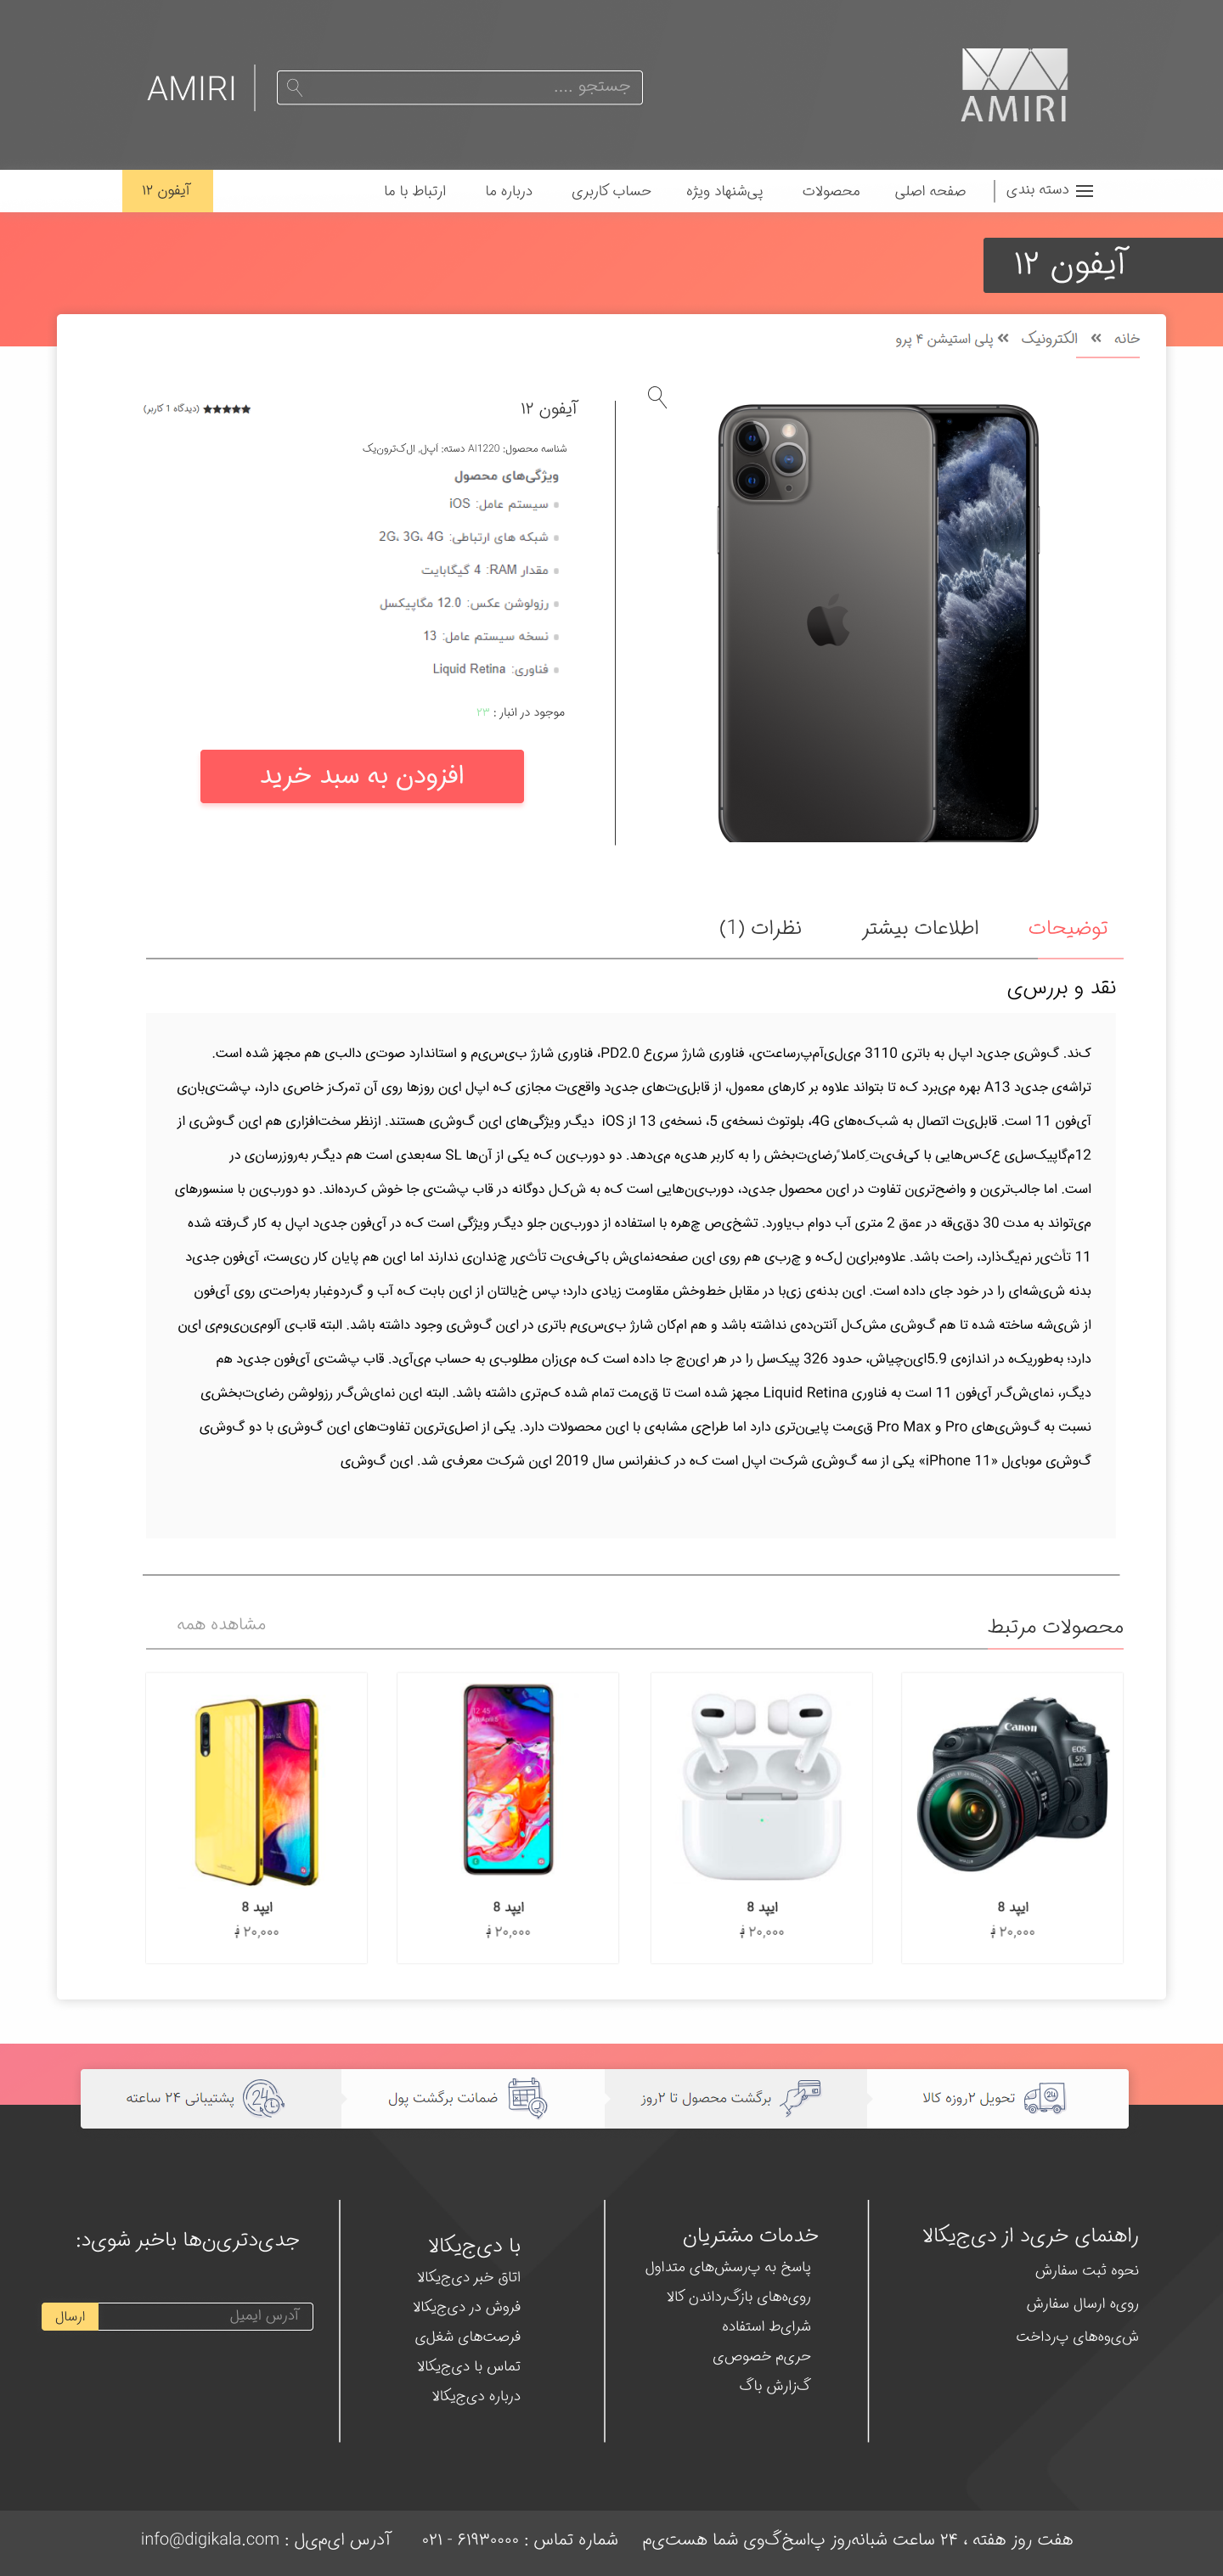 AMIRI
جستجو ....
AMIRI
دسته بندی
صفحه اصلی
محصولات
پیشنهاد ویژه
حساب کاربری
درباره ما
ارتباط با ما
آیفون ۱۲
آیفون ۱۲
خانه » الکترونیک » پلی استیشن ۴ پرو
آیفون ۱۲
(دیدگاه 1 کاربر)
شناسه محصول: AI1220 دسته: اپل, الکترونیک
ویژگی‌های محصول
سیستم عامل: iOS
شبکه های ارتباطی: 2G، 3G، 4G
مقدار RAM: 4 گیگابایت
رزولوشن عکس: 12.0 مگاپیکسل
نسخه سیستم عامل: 13
فناوری: Liquid Retina
موجود در انبار : ۲۳
افزودن به سبد خرید
توضیحات
اطلاعات بیشتر
نظرات (1)
نقد و بررسی
کند. گوشی جدید اپل به باتری 3110 میلی‌آمپرساعتی، فناوری شارژ سریع PD2.0، فناوری شارژ بی‌سیم و استاندارد صوتی دالبی هم مجهز شده است.
تراشه‌ی جدید A13 بهره می‌برد که تا بتواند علاوه بر کارهای معمول، از قابلیت‌های جدید واقعیت مجازی که اپل این روزها روی آن تمرکز خاصی دارد، پشتیبانی
آیفون 11 است. قابلیت اتصال به شبکه‌های 4G، بلوتوث نسخه‌ی 5، نسخه‌ی 13 از iOS دیگر ویژگی‌های این گوشی هستند. ازنظر سخت‌افزاری هم این گوشی از
12مگاپیکسلی عکس‌هایی با کیفیت ِکاملا ًرضایت‌بخش را به کاربر هدیه می‌دهد. دو دوربین که یکی از آن‌ها SL سه‌بعدی است هم دیگر به‌روزرسانی در
است. اما جالب‌ترین و واضح‌ترین تفاوت در این محصول جدید، دوربین‌هایی است که به شکل دوگانه در قاب پشتی جا خوش کرده‌اند. دو دوربین با سنسورهای
می‌تواند به مدت 30 دقیقه در عمق 2 متری آب دوام بیاورد. تشخیص چهره با استفاده از دوربین جلو دیگر ویژگی است که در آیفون جدید اپل به کار گرفته شده
11 تأثیر نمیگذارد، راحت باشد. علاوه‌براین لکه و چربی هم روی این صفحه‌نمایش باکیفیت تأثیر چندانی ندارند اما این هم پایان کار نیست، آیفون جدید
بدنه شیشه‌ای را در خود جای داده است. این بدنه‌ی زیبا در مقابل خط‌وخش مقاومت زیادی دارد؛ پس خیالتان از این بابت که آب و گردوغبار به‌راحتی روی آیفون
از شیشه ساخته شده تا هم گوشی مشکل آنتن‌دهی نداشته باشد و هم امکان شارژ بی‌سیم باتری در این گوشی وجود داشته باشد. البته قابی آلومینیومی این
دارد؛ به‌طوریکه در اندازه‌ی 5.9اینچی‌اش، حدود 326 پیکسل را در هر اینچ جا داده است که میزان مطلوبی به حساب می‌آید. قاب پشتی آیفون جدید هم
دیگر، نمایش‌گر آیفون 11 است به فناوری Liquid Retina مجهز شده است تا قیمت تمام شده کم‌تری داشته باشد. البته این نمایش‌گر رزولوشن رضایت‌بخشی
نسبت به گوشی‌های Pro و Pro Max قیمت پایین‌تری دارد اما طراحی مشابه‌ی با این محصولات دارد. یکی از اصلی‌ترین تفاوت‌های این گوشی با دو گوشی
گوشی موبایل «iPhone 11» یکی از سه گوشی شرکت اپل است که در کنفرانس سال 2019 این شرکت معرفی شد. این گوشی
محصولات مرتبط
مشاهده همه
Canon
EOS
5D
12:45
ایپد 8
۲۰,۰۰۰
ایپد 8
۲۰,۰۰۰
ایپد 8
۲۰,۰۰۰
ایپد 8
۲۰,۰۰۰
24
تحویل ۲روزه کالا
برگشت محصول تا ۲روز
ضمانت برگشت پول
24
پشتیبانی ۲۴ ساعته
راهنمای خرید از دیجیکالا
نحوه ثبت سفارش
رویه ارسال سفارش
شیوه‌های پرداخت
خدمات مشتریان
پاسخ به پرسش‌های متداول
رویه‌های بازگرداندن کالا
شرایط استفاده
حریم خصوصی
گزارش باگ
با دیجیکالا
اتاق خبر دیجیکالا
فروش در دیجیکالا
فرصت‌های شغلی
تماس با دیجیکالا
درباره دیجیکالا
جدیدترین‌ها باخبر شوید:
آدرس ایمیل
ارسال
هفت روز هفته ، ۲۴ ساعت شبانه‌روز پاسخ‌گوی شما هستیم
شماره تماس : ۶۱۹۳۰۰۰۰ - ۰۲۱
آدرس ایمیل : info@digikala.com